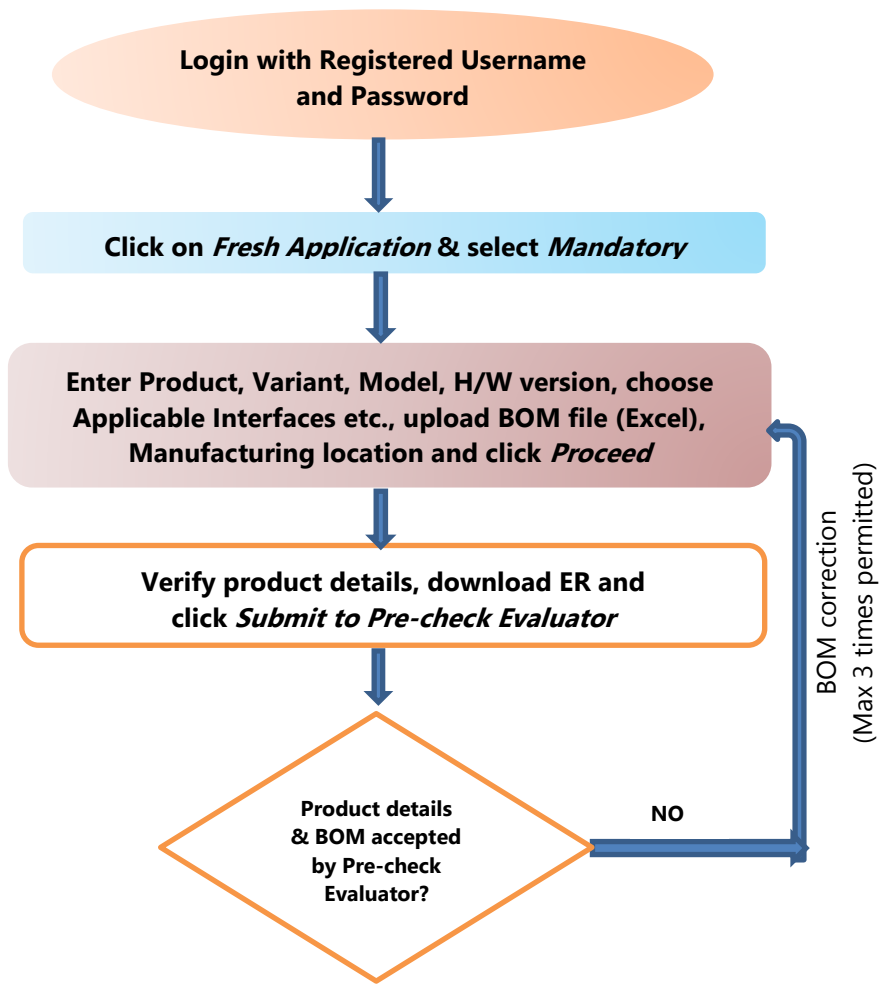 Login with Registered Username
and Password
Click on Fresh Application & select Mandatory
Enter Product, Variant, Model, H/W version, choose
Applicable Interfaces etc., upload BOM file (Excel),
Manufacturing location and click Proceed
Verify product details, download ER and
click Submit to Pre-check Evaluator
Product details
& BOM accepted
by Pre-check
Evaluator?
NO
BOM correction
(Max 3 times permitted)